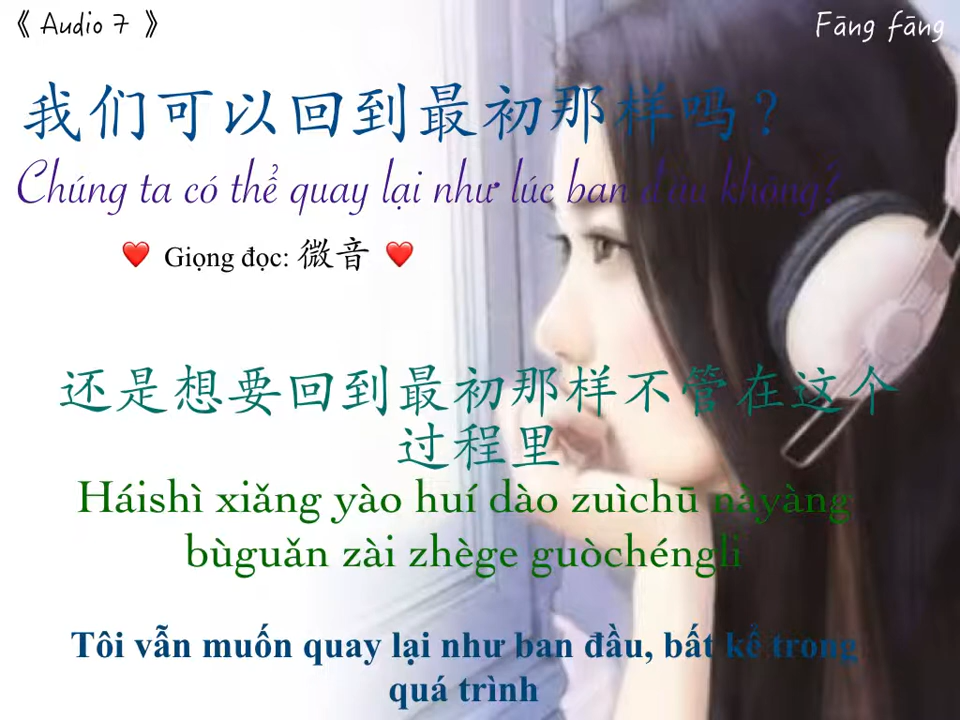 《 Audio 7 》
Fāng fāng
我们可以回到最初那样吗？
Chúng ta có thể quay lại như lúc ban đầu không?
❤️ Giọng đọc: 微音 ❤️
还是想要回到最初那样不管在这个
过程里
Háishì xiǎng yào huí dào zuìchū nàyàng
bùguǎn zài zhège guòchénglǐ
Tôi vẫn muốn quay lại như ban đầu, bất kể trong
quá trình